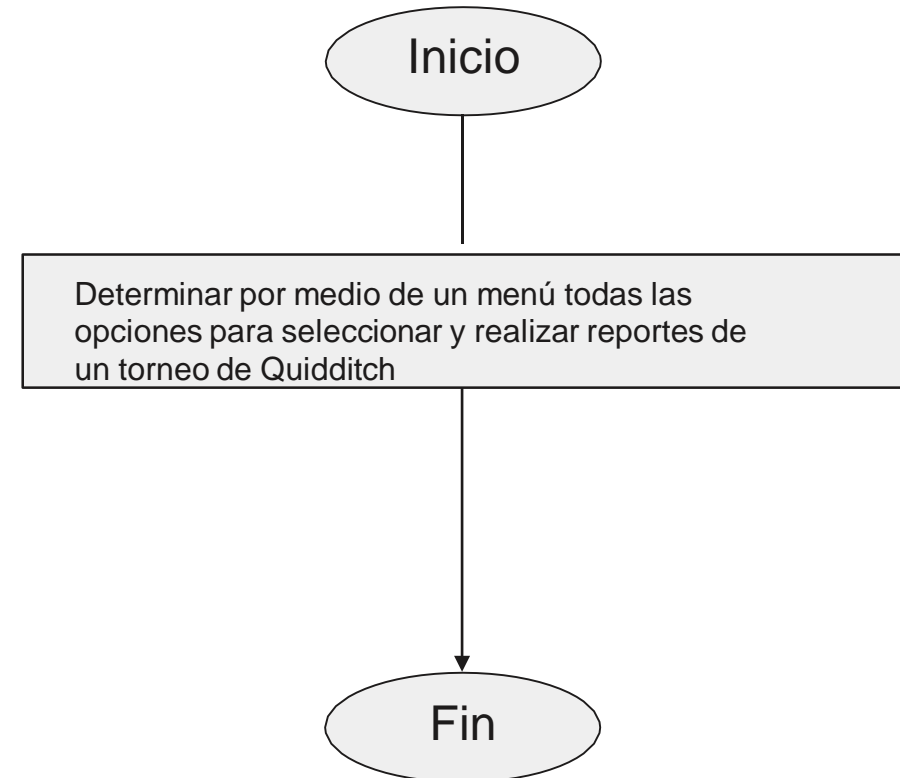 Inicio
Determinar por medio de un menú todas las
opciones para seleccionar y realizar reportes de
un torneo de Quidditch
Fin